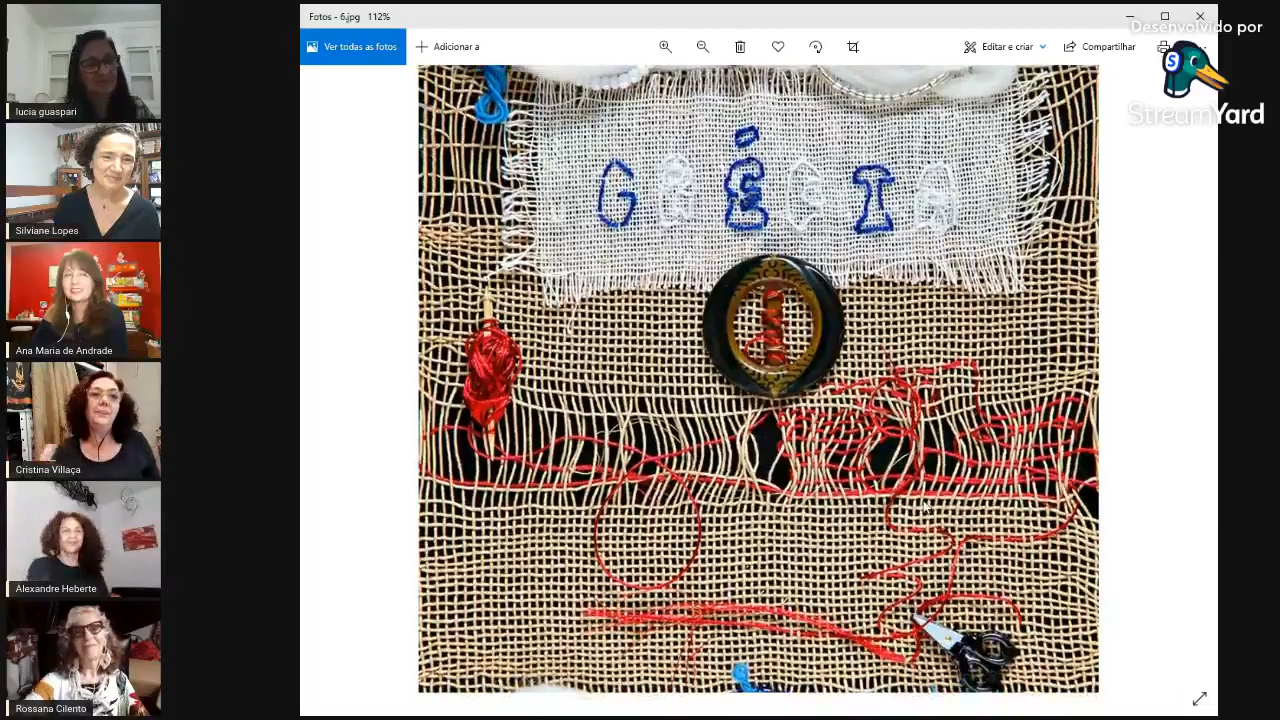 lucia guaspari
Silviane Lopes
Ana Maria de Andrade
Cristina Villaça
Alexandre Heberte
Rossana Cilento
Fotos - 6.jpg 112%
Ver todas as fotos
Adicionar a
Editar e criar
Compartilhar
Desenvolvido por
S
StreamYard
GRÉCIA